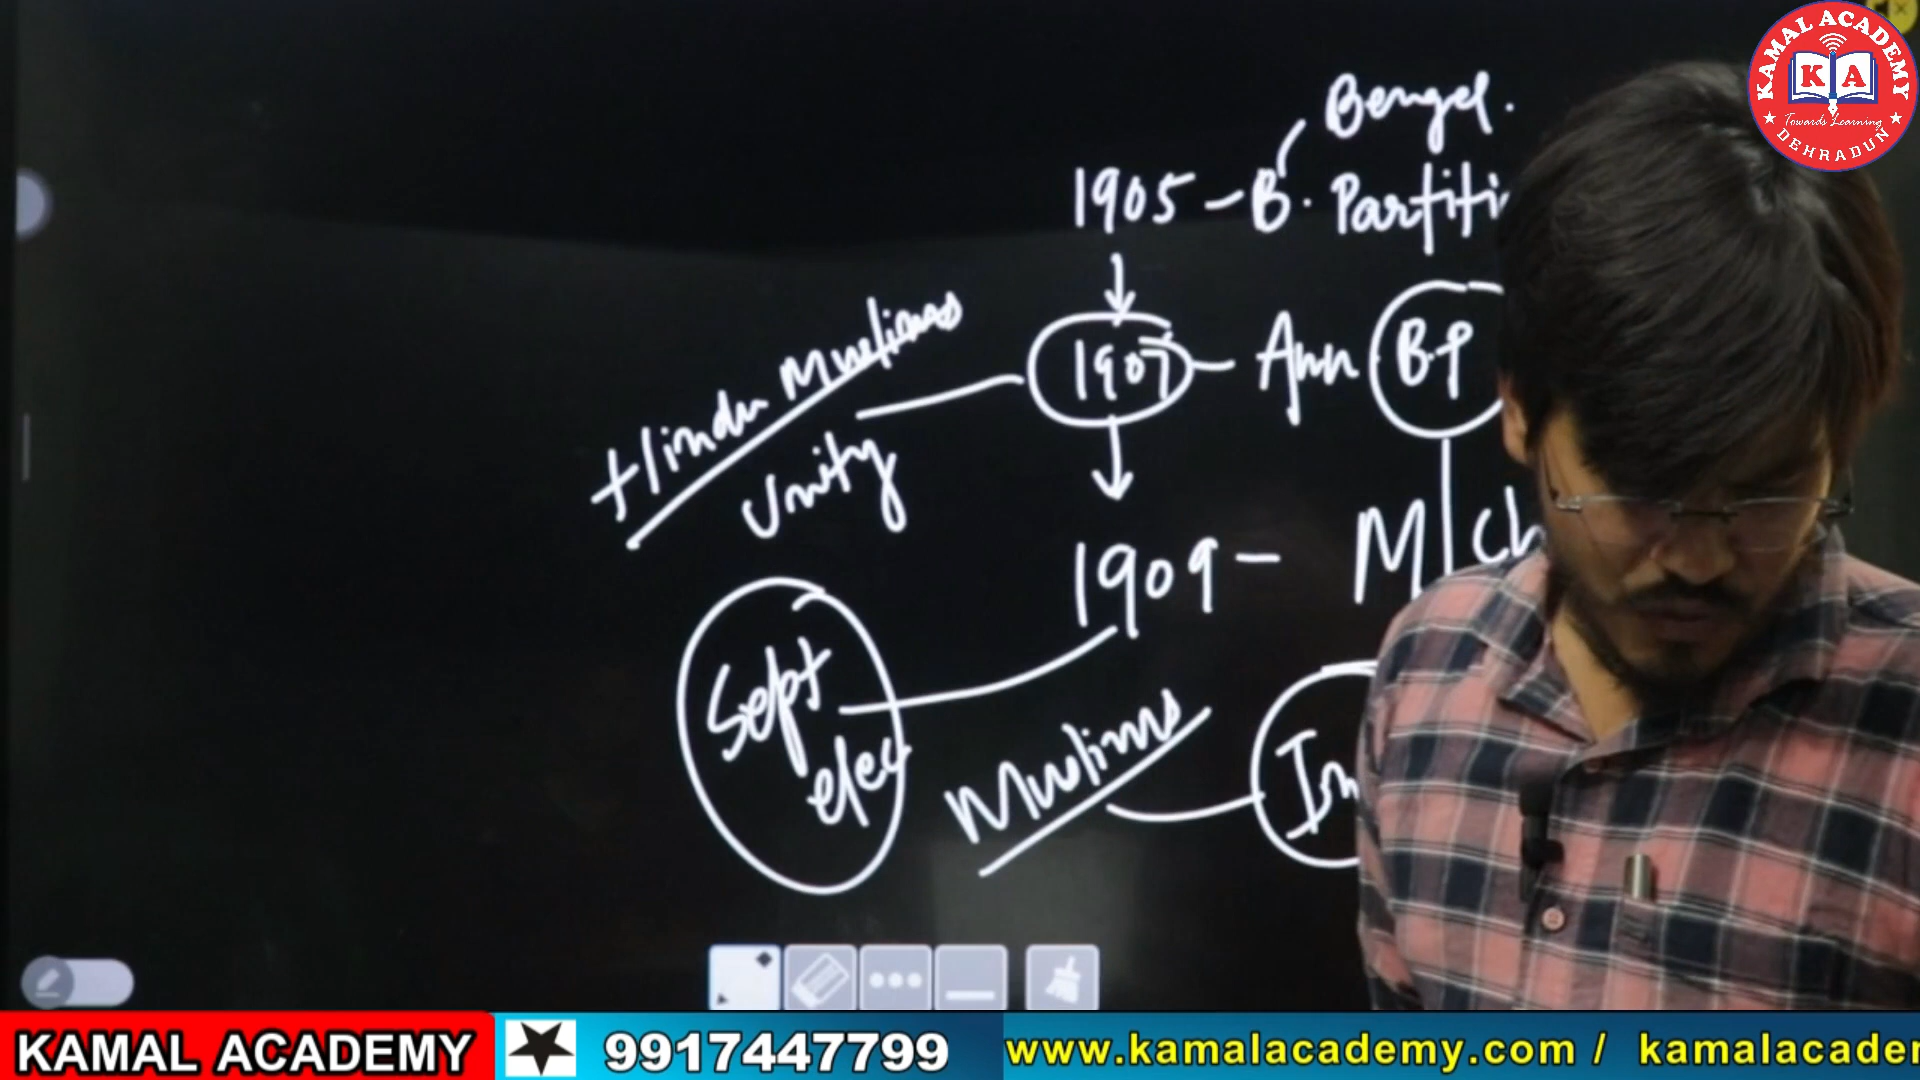 Bengal.
1905 - B. Partiti
1907 - Ann B.P
Hindu Muslims
Unity
1909 - M Ch
Sept
elec
Muslims
Im
KAMAL ACADEMY
K A
Towards Learning
DEHRADUN
KAMAL ACADEMY 9917447799 www.kamalacademy.com / kamalacader